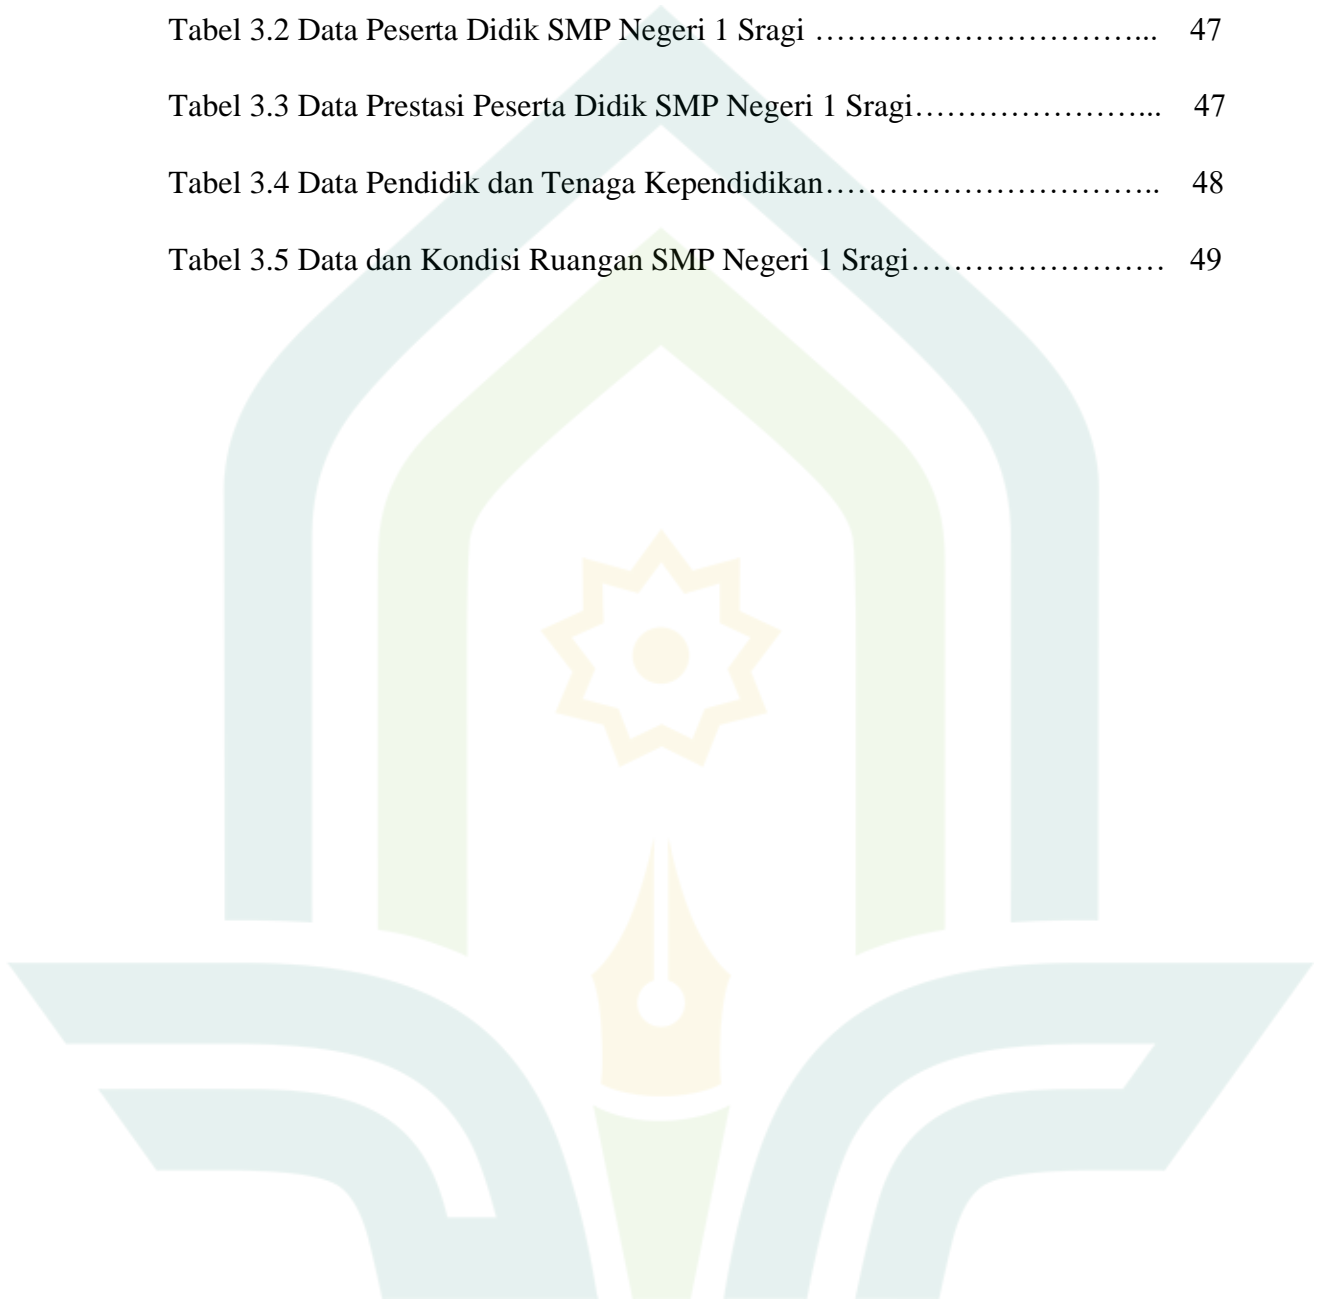 Tabel 3.2 Data Peserta Didik SMP Negeri 1 Sragi …………………………... 47
Tabel 3.3 Data Prestasi Peserta Didik SMP Negeri 1 Sragi…………………... 47
Tabel 3.4 Data Pendidik dan Tenaga Kependidikan………………………….. 48
Tabel 3.5 Data dan Kondisi Ruangan SMP Negeri 1 Sragi…………………… 49